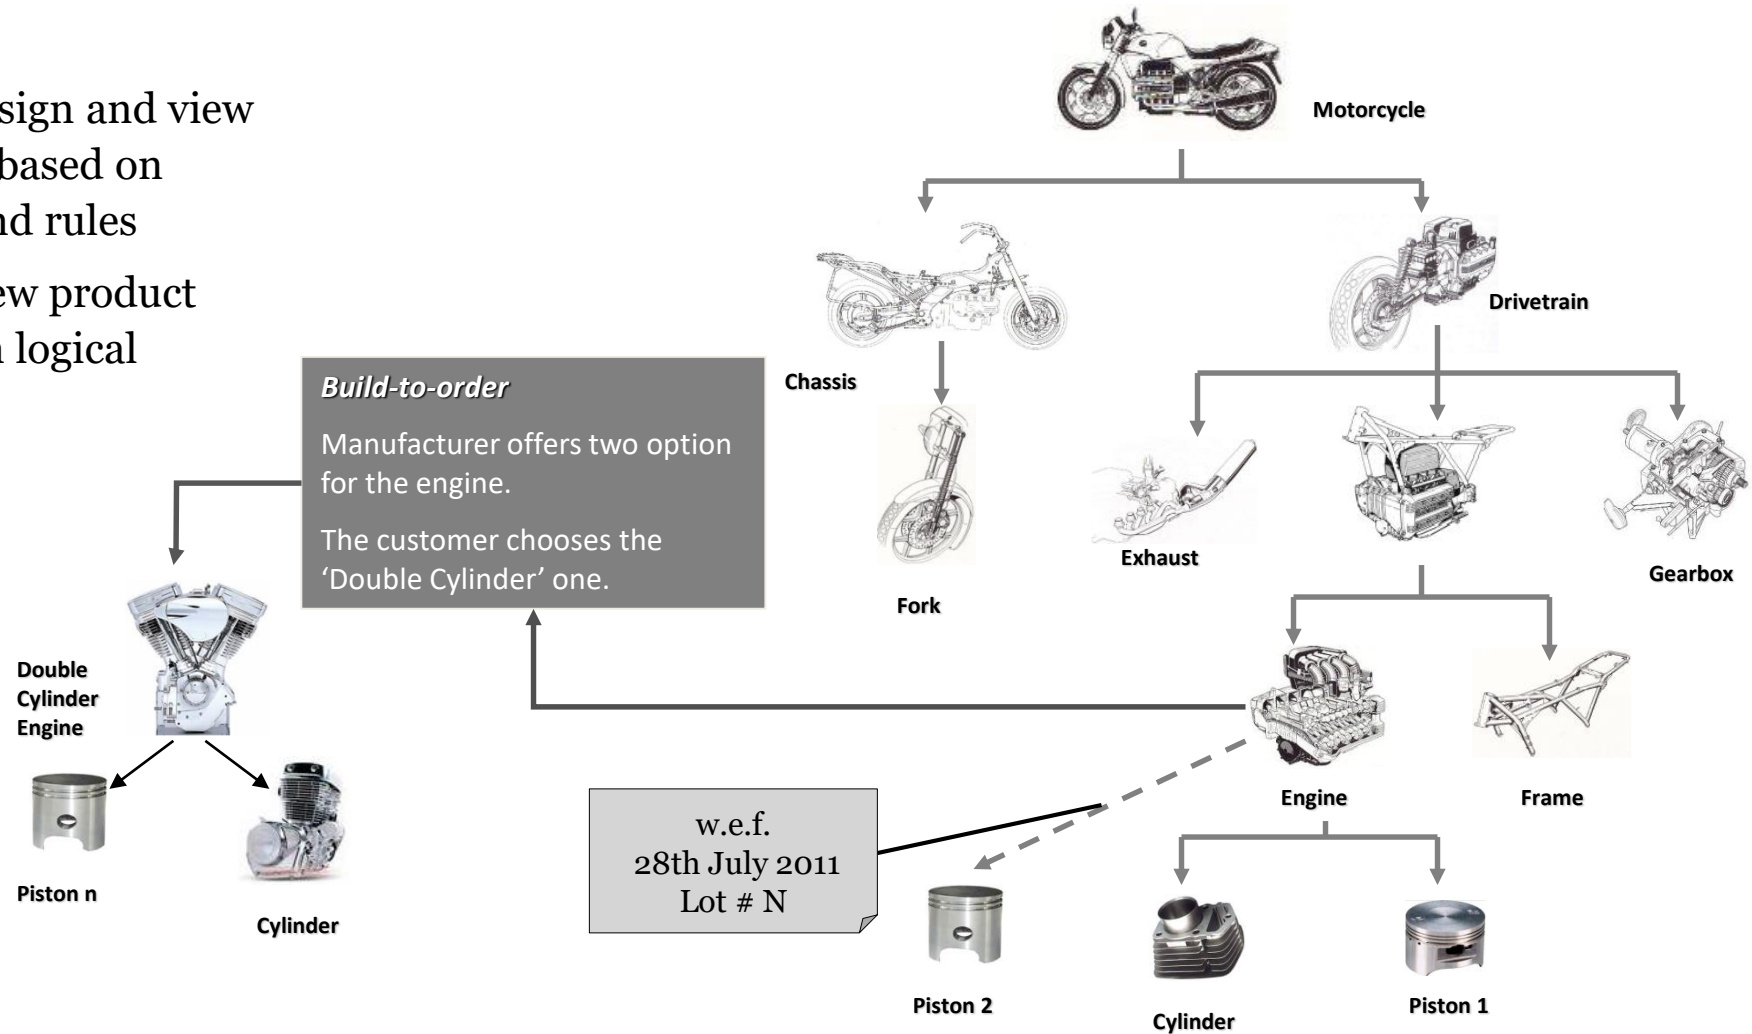 sign and view
based on
nd rules
ew product
logical
Build-to-order
Manufacturer offers two option
for the engine.
The customer chooses the
‘Double Cylinder’ one.
Motorcycle
Chassis
Drivetrain
Fork
Exhaust
Gearbox
Double
Cylinder
Engine
Piston n
Cylinder
w.e.f.
28th July 2011
Lot # N
Engine
Frame
Piston 2
Cylinder
Piston 1